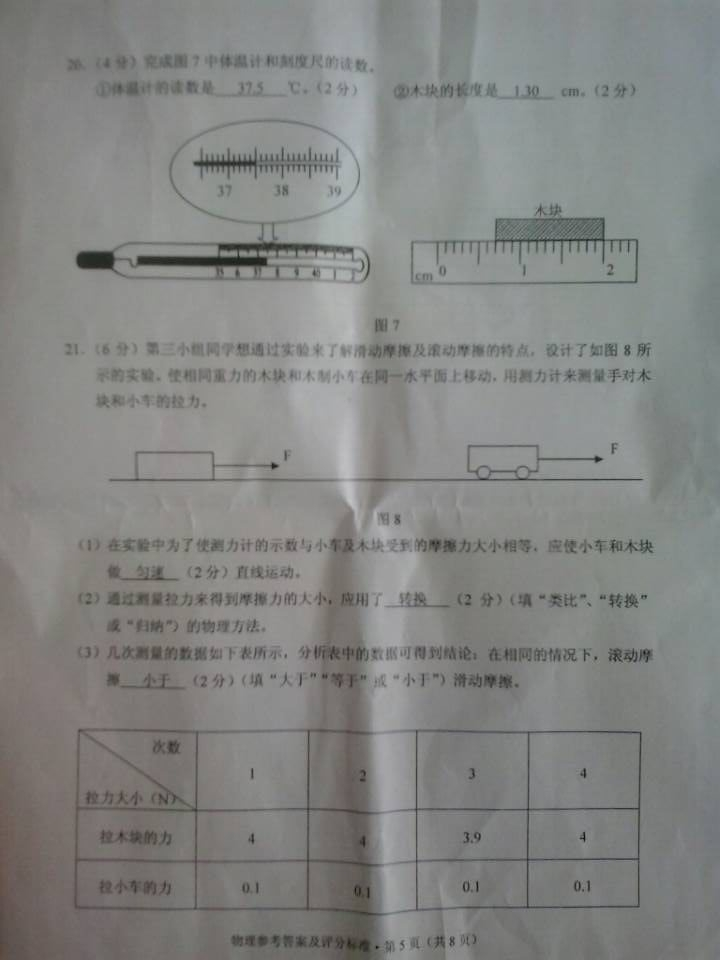 20.（4 分）完成图 7 中体温计和刻度尺的读数。
①体温计的读数是 37.5 ℃。（2 分） ②木块的长度是 1.30 cm。（2 分）
37 38 39
木块
35 6 37 8 9 40 1 2
cm 0 1 2
图 7
21.（6 分）第三小组同学想通过实验来了解滑动摩擦及滚动摩擦的特点，设计了如图 8 所
示的实验。使相同重力的木块和木制小车在同一水平面上移动，用测力计来测量手对木
块和小车的拉力。
F F
图 8
（1）在实验中为了使测力计的示数与小车及木块受到的摩擦力大小相等，应使小车和木块
做 匀速 （2 分）直线运动。
（2）通过测量拉力来得到摩擦力的大小，应用了 转换 （2 分）（填“类比”、“转换”
或“归纳”）的物理方法。
（3）几次测量的数据如下表所示，分析表中的数据可得到结论：在相同的情况下，滚动摩
擦 小于 （2 分）（填“大于”“等于”或“小于”）滑动摩擦。
次数
拉力大小（N） 1 2 3 4
拉木块的力 4 4 3.9 4
拉小车的力 0.1 0.1 0.1 0.1
物理参考答案及评分标准·第 5 页（共 8 页）